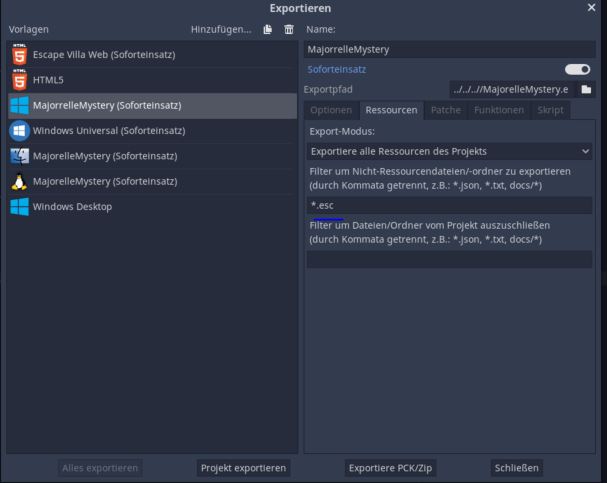 Exportieren
Vorlagen
Hinzufügen...
Escape Villa Web (Soforteinsatz)
HTML5
MajorrelleMystery (Soforteinsatz)
Windows Universal (Soforteinsatz)
MajorelleMystery (Soforteinsatz)
MajorelleMystery (Soforteinsatz)
Windows Desktop
Name:
MajorrelleMystery
Soforteinsatz
Exportpfad
../../..//MajorelleMystery.e
Optionen Ressourcen Patche Funktionen Skript
Export-Modus:
Exportiere alle Ressourcen des Projekts
Filter um Nicht-Ressourcendateien/-ordner zu exportieren
(durch Kommata getrennt, z.B.: *.json, *.txt, docs/*)
*.esc
Filter um Dateien/Ordner vom Projekt auszuschließen
(durch Kommata getrennt, z.B.: *.json, *.txt, docs/*)
Alles exportieren
Projekt exportieren
Exportiere PCK/Zip
Schließen